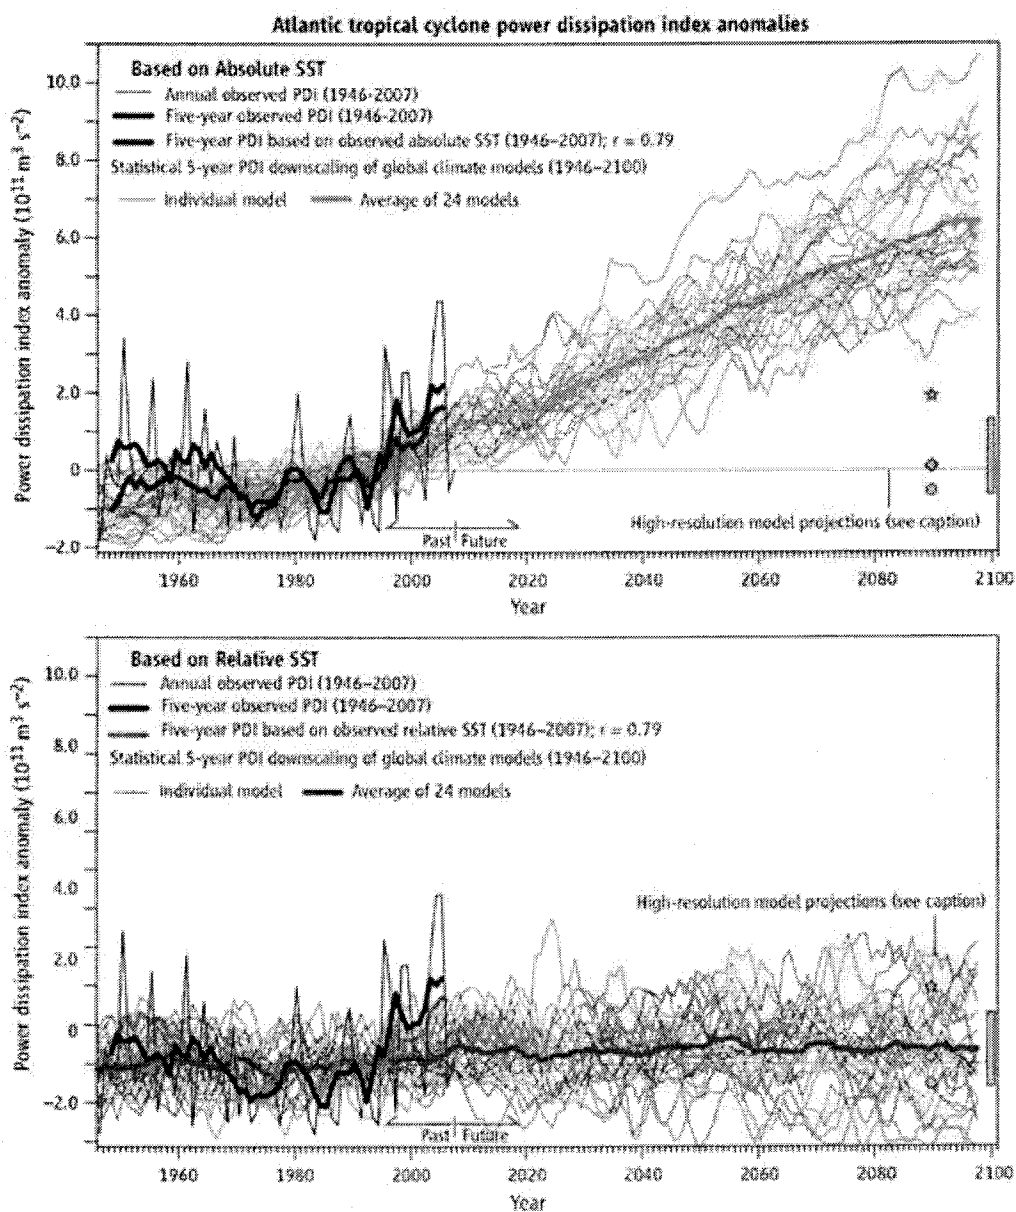 Atlantic tropical cyclone power dissipation index anomalies
Based on Absolute SST
Annual observed PDI (1946-2007)
Five-year observed PDI (1946-2007)
Five-year PDI based on observed absolute SST (1946-2007); r = 0.79
Statistical 5-year PDI downscaling of global climate models (1946-2100)
Individual model
Average of 24 models
Power dissipation index anomaly (10¹¹ m³ s⁻²)
10.0
8.0
6.0
4.0
2.0
0
-2.0
High-resolution model projections (see caption)
Past Future
1960 1980 2000 2020 2040 2060 2080 2100
Year
Based on Relative SST
Annual observed PDI (1946-2007)
Five-year observed PDI (1946-2007)
Five-year PDI based on observed relative SST (1946-2007); r = 0.79
Statistical 5-year PDI downscaling of global climate models (1946-2100)
Individual model
Average of 24 models
Power dissipation index anomaly (10¹¹ m³ s⁻²)
10.0
8.0
6.0
4.0
2.0
0
-2.0
High-resolution model projections (see caption)
Past Future
1960 1980 2000 2020 2040 2060 2080 2100
Year